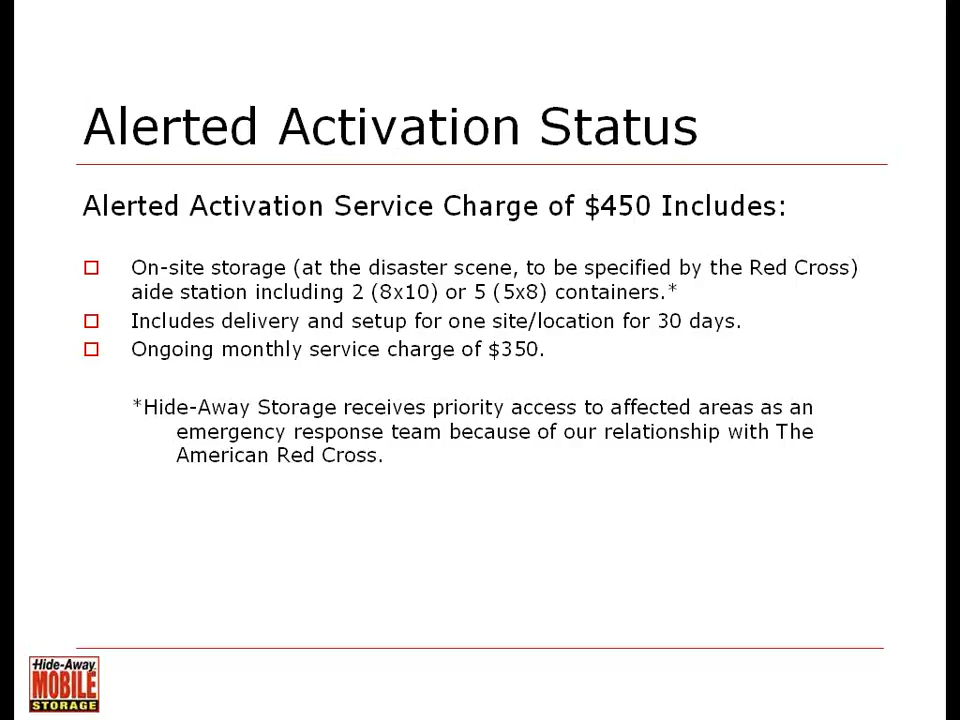 Alerted Activation Status
Alerted Activation Service Charge of $450 Includes:
On-site storage (at the disaster scene, to be specified by the Red Cross)
aide station including 2 (8x10) or 5 (5x8) containers.*
Includes delivery and setup for one site/location for 30 days.
Ongoing monthly service charge of $350.
*Hide-Away Storage receives priority access to affected areas as an
emergency response team because of our relationship with The
American Red Cross.
Hide-Away
MOBILE
STORAGE